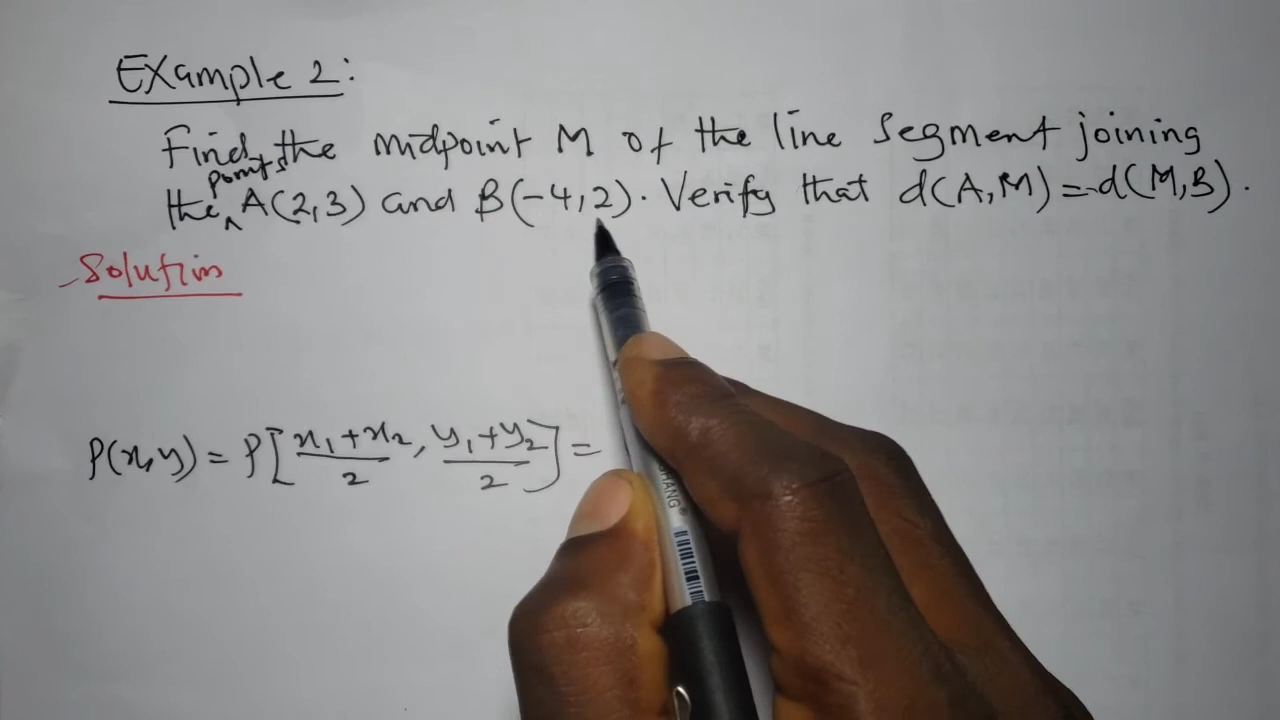 Example 2:
Find the midpoint M of the line segment joining
the points A(2,3) and B(-4,2). Verify that d(A,M)=d(M,B).
Solution
P(x,y) = P[(x₁+x₂)/2, (y₁+y₂)/2] =
HANG